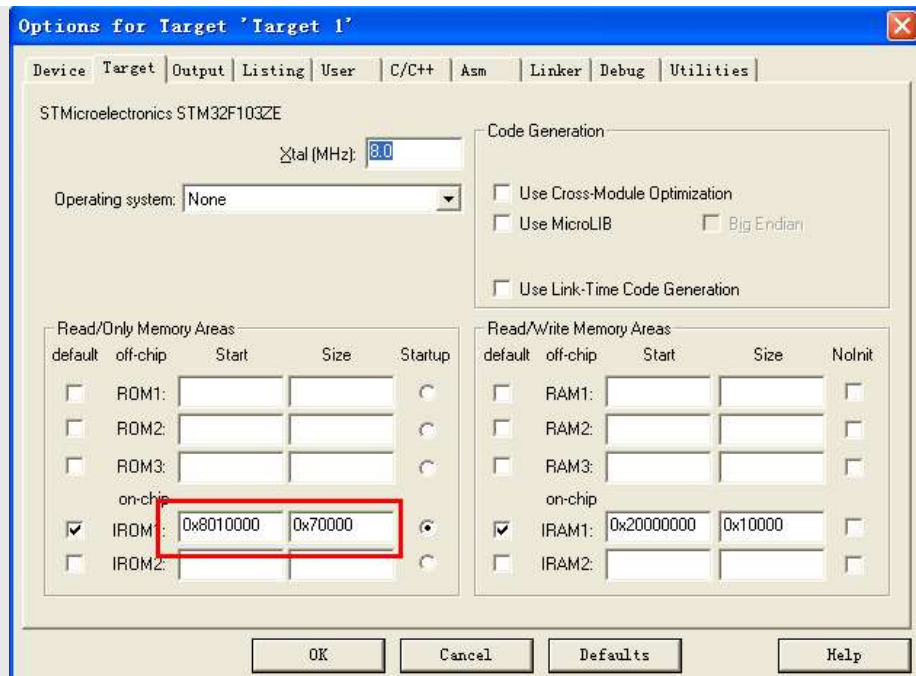 Options for Target 'Target 1'
Device Target Output Listing User C/C++ Asm Linker Debug Utilities
STMicroelectronics STM32F103ZE
Xtal (MHz): 8.0
Operating system: None
Code Generation
Use Cross-Module Optimization
Use MicroLIB Big Endian
Use Link-Time Code Generation
Read/Only Memory Areas
default off-chip Start Size Startup
ROM1:
ROM2:
ROM3:
on-chip
IROM1: 0x8010000 0x70000
IROM2:
Read/Write Memory Areas
default off-chip Start Size NoInit
RAM1:
RAM2:
RAM3:
on-chip
IRAM1: 0x20000000 0x10000
IRAM2:
OK Cancel Defaults Help